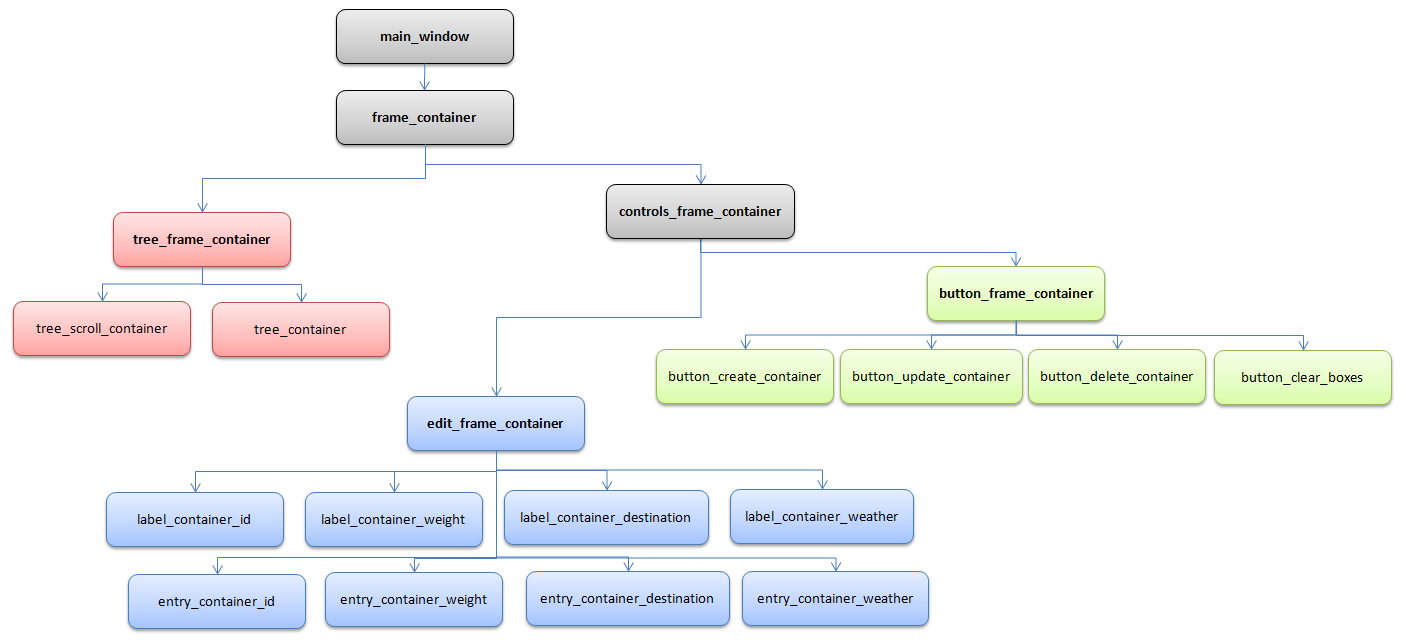 main_window
frame_container
controls_frame_container
tree_frame_container
button_frame_container
tree_scroll_container
tree_container
button_create_container
button_update_container
button_delete_container
button_clear_boxes
edit_frame_container
label_container_id
label_container_weight
label_container_destination
label_container_weather
entry_container_id
entry_container_weight
entry_container_destination
entry_container_weather